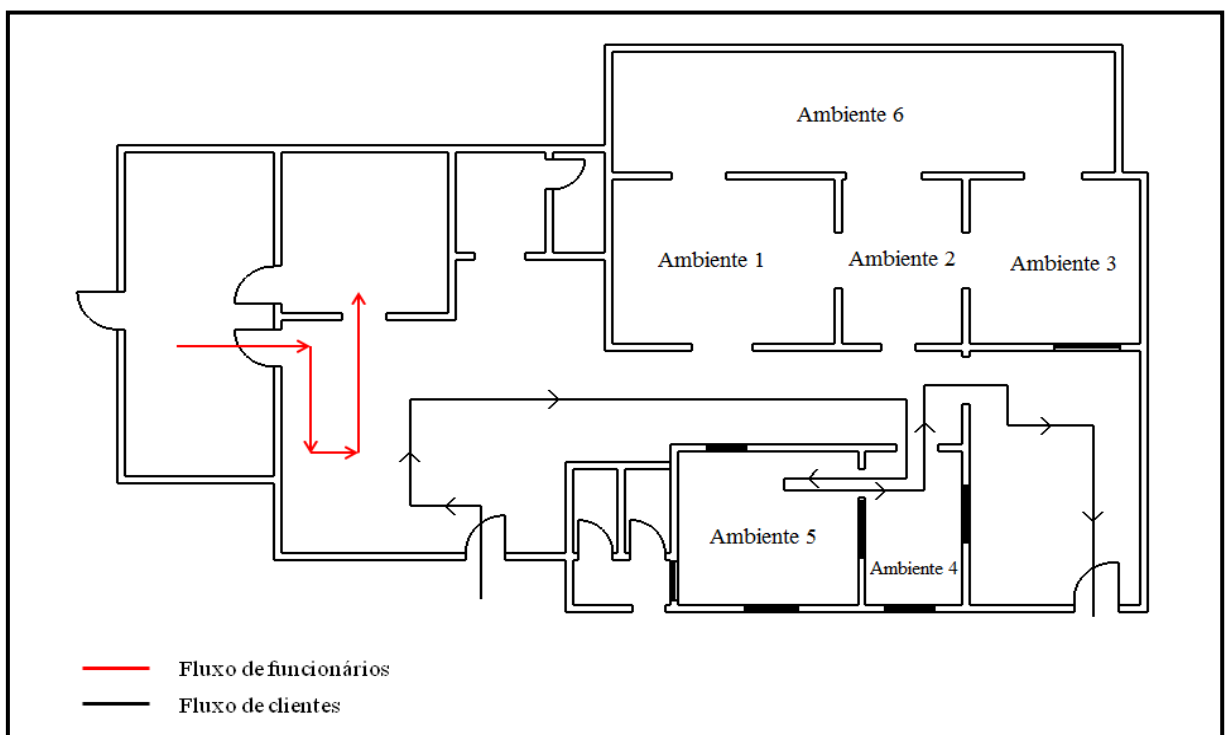 Ambiente 6
Ambiente 1
Ambiente 2
Ambiente 3
Ambiente 5
Ambiente 4
Fluxo de funcionários
Fluxo de clientes